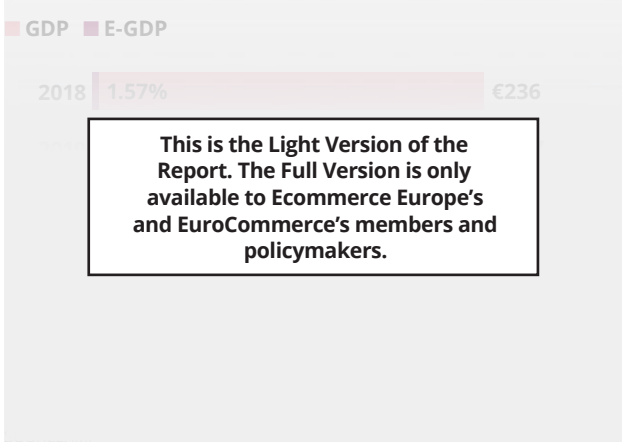 GDP E-GDP
2018 1.57% €236
This is the Light Version of the
Report. The Full Version is only
available to Ecommerce Europe’s
and EuroCommerce’s members and
policymakers.